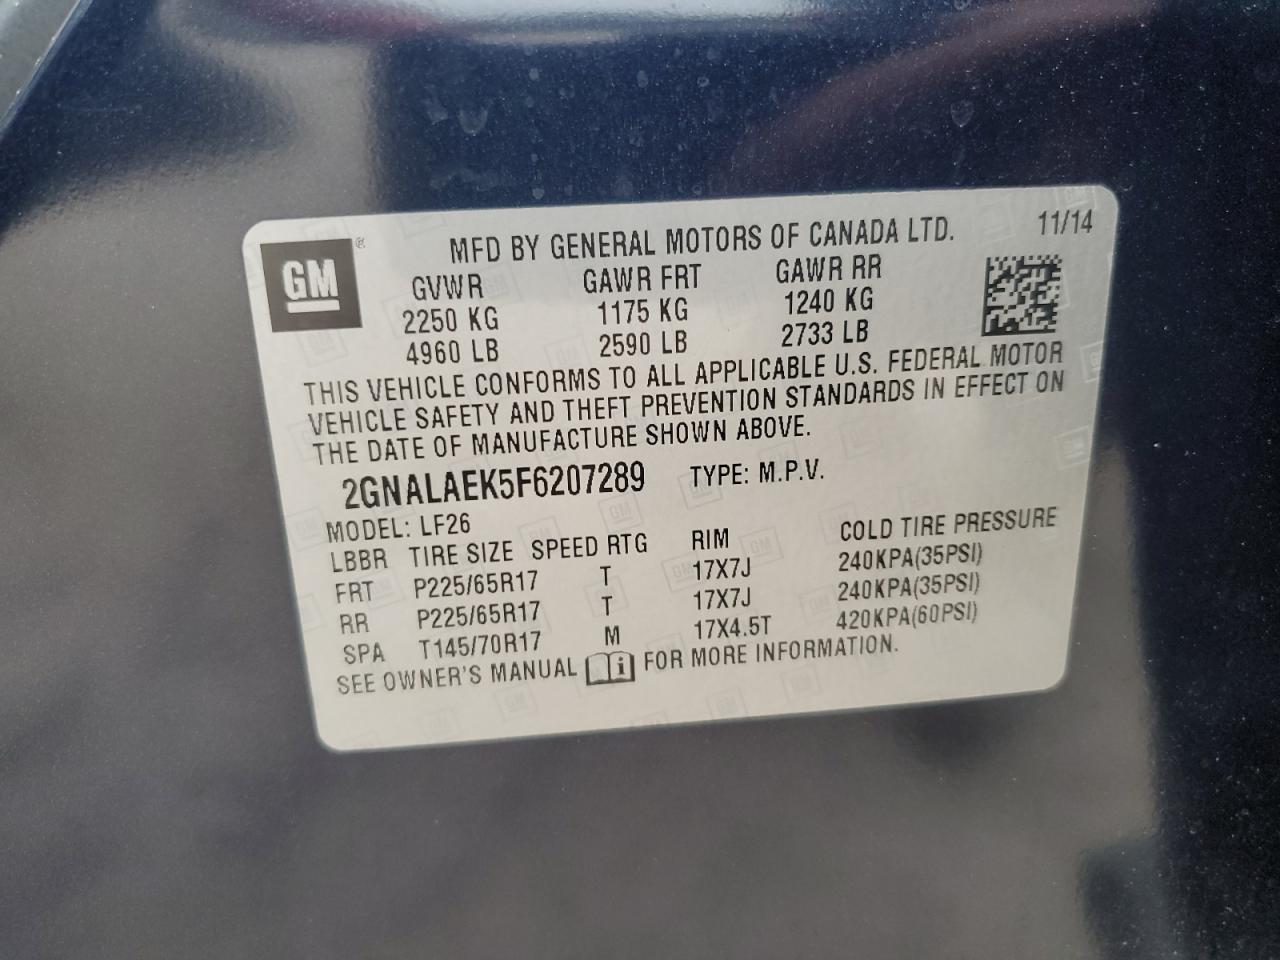 GM ®
MFD BY GENERAL MOTORS OF CANADA LTD. 11/14
GVWR GAWR FRT GAWR RR
2250 KG 1175 KG 1240 KG
4960 LB 2590 LB 2733 LB
THIS VEHICLE CONFORMS TO ALL APPLICABLE U.S. FEDERAL MOTOR
VEHICLE SAFETY AND THEFT PREVENTION STANDARDS IN EFFECT ON
THE DATE OF MANUFACTURE SHOWN ABOVE.
2GNALAEK5F6207289 TYPE: M.P.V.
MODEL: LF26
LBBR TIRE SIZE SPEED RTG RIM COLD TIRE PRESSURE
FRT P225/65R17 T 17X7J 240KPA(35PSI)
RR P225/65R17 T 17X7J 240KPA(35PSI)
SPA T145/70R17 M 17X4.5T 420KPA(60PSI)
SEE OWNER'S MANUAL i FOR MORE INFORMATION.